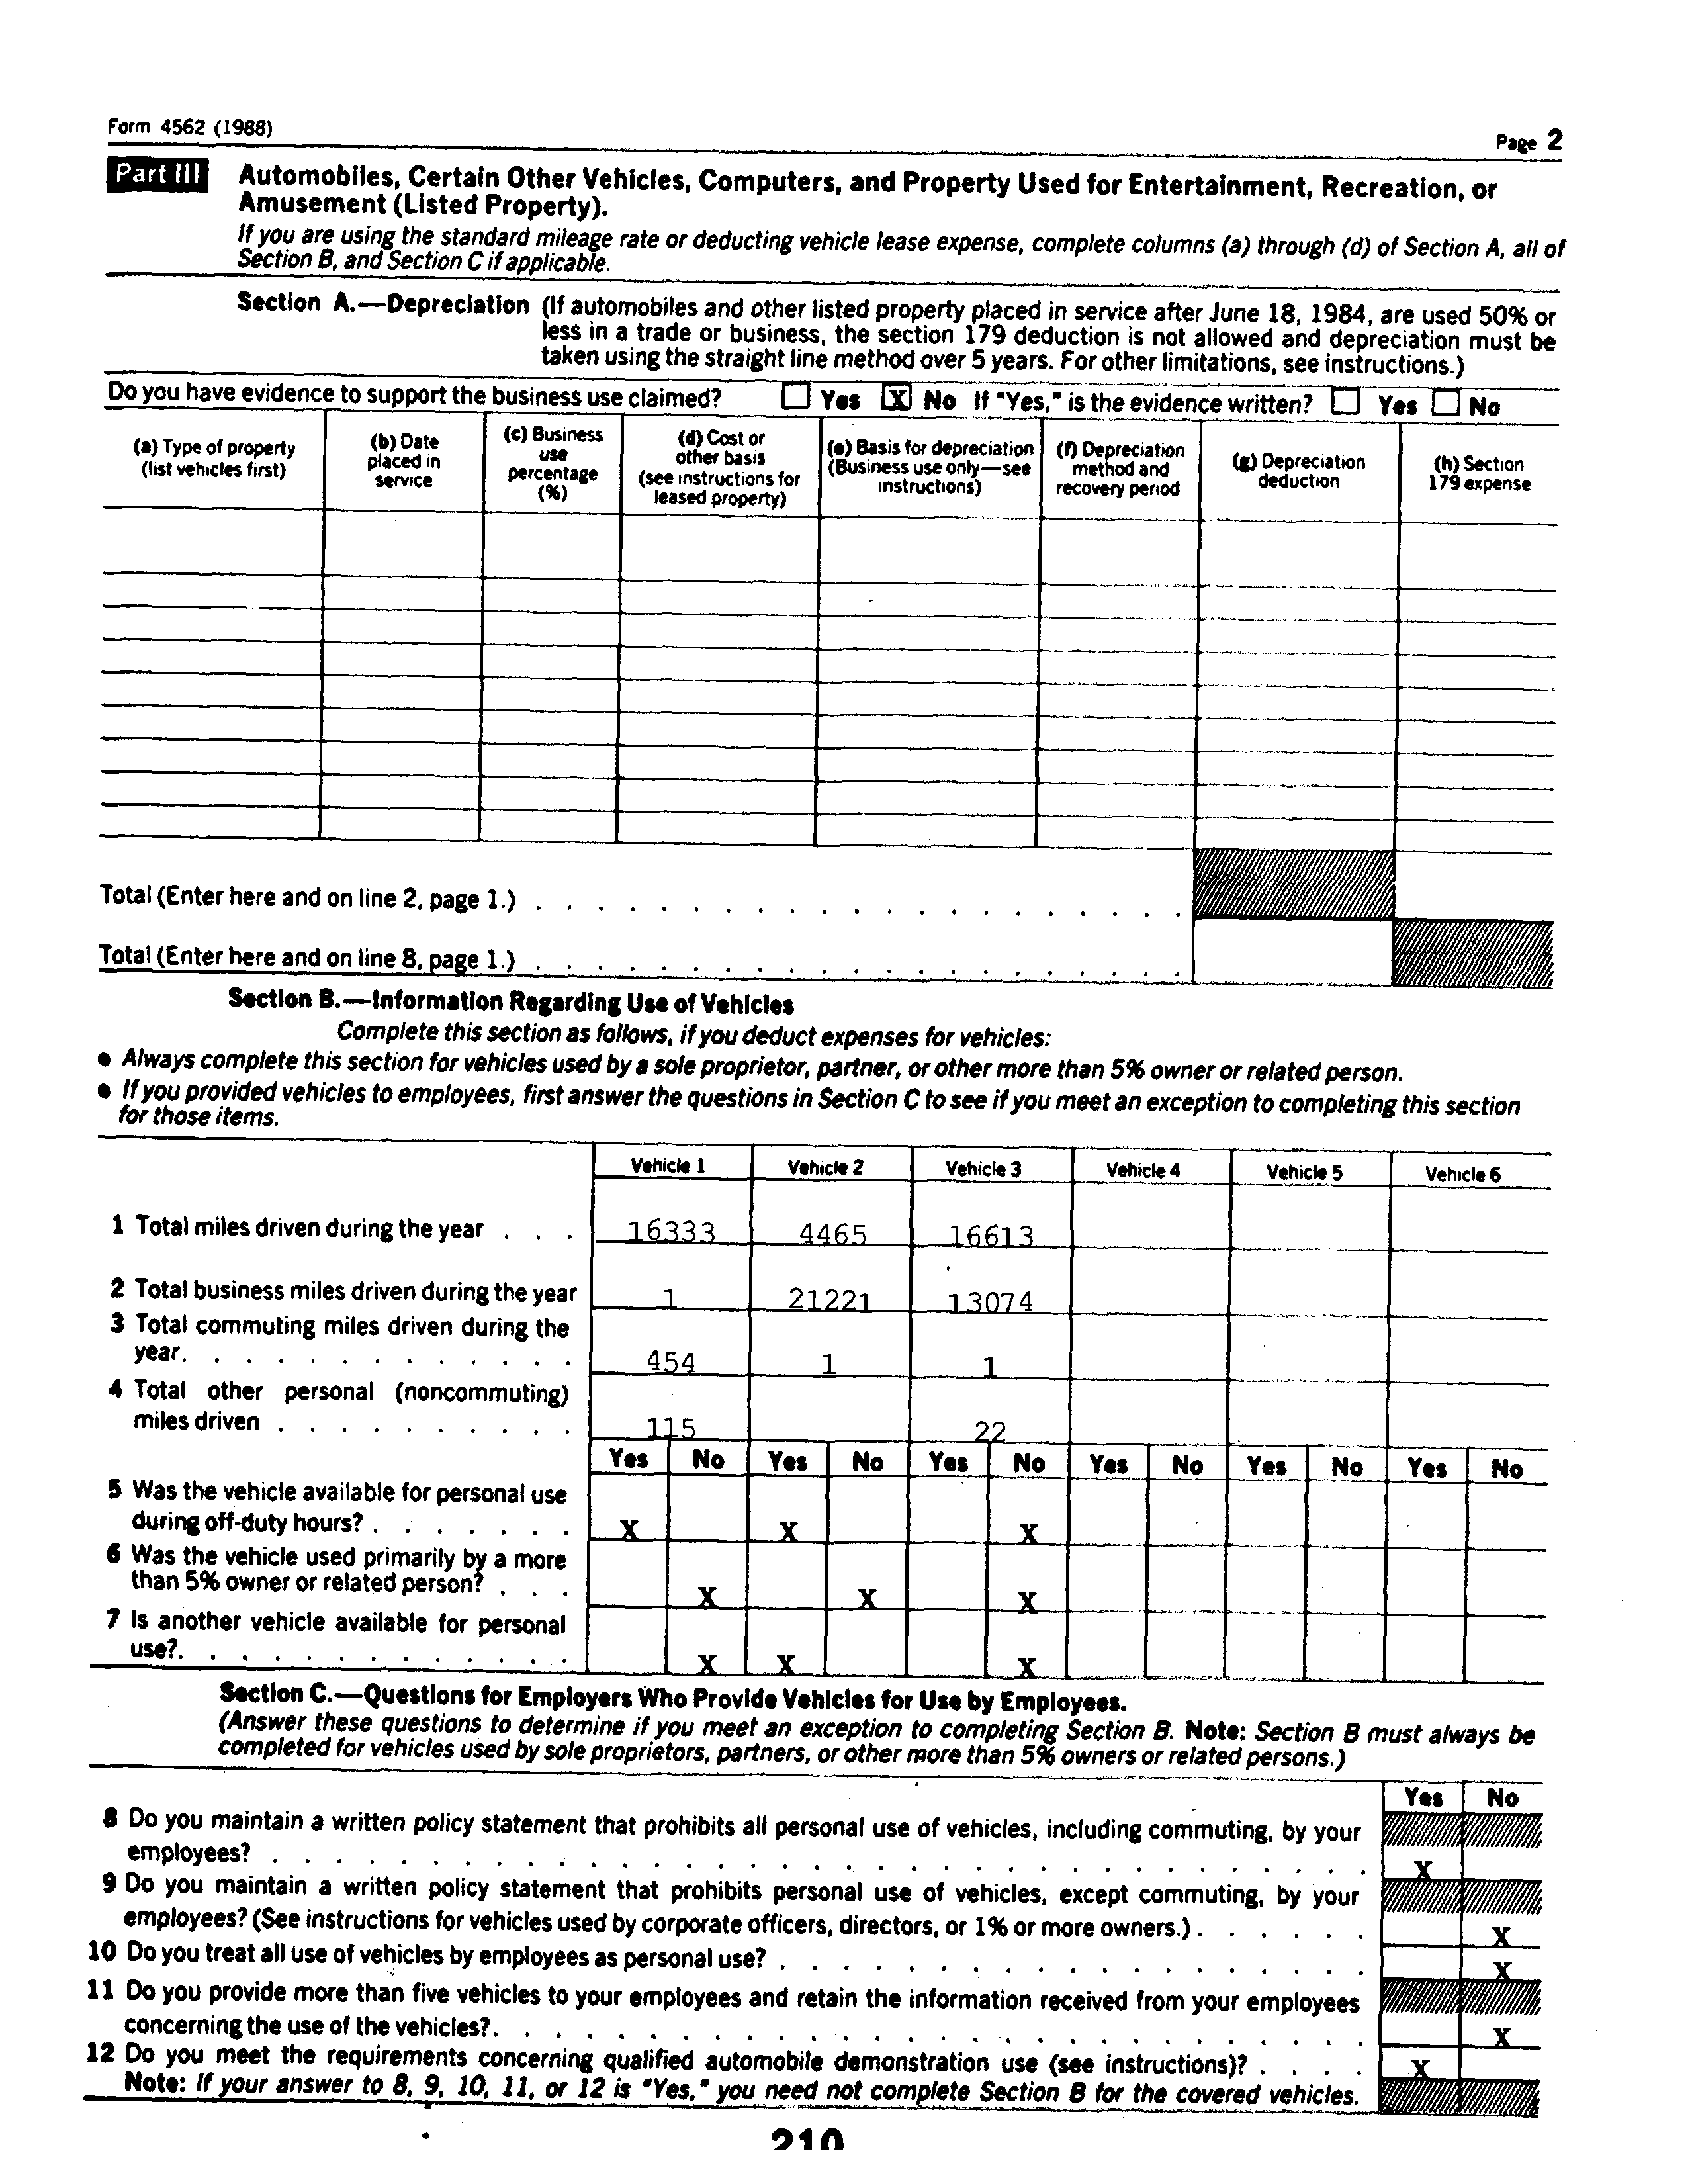 Form 4562 (1988)
Page 2
Part III Automobiles, Certain Other Vehicles, Computers, and Property Used for Entertainment, Recreation, or
Amusement (Listed Property).
If you are using the standard mileage rate or deducting vehicle lease expense, complete columns (a) through (d) of Section A, all of
Section B, and Section C if applicable.
Section A.—Depreciation (If automobiles and other listed property placed in service after June 18, 1984, are used 50% or
less in a trade or business, the section 179 deduction is not allowed and depreciation must be
taken using the straight line method over 5 years. For other limitations, see instructions.)
Do you have evidence to support the business use claimed? Yes X No If "Yes," is the evidence written? Yes No
(a) Type of property
(list vehicles first)
(b) Date
placed in
service
(c) Business
use
percentage
(%)
(d) Cost or
other basis
(see instructions for
leased property)
(e) Basis for depreciation
(Business use only—see
instructions)
(f) Depreciation
method and
recovery period
(g) Depreciation
deduction
(h) Section
179 expense
Total (Enter here and on line 2, page 1.) . . . . . . . . . . . . . . . . . . . . .
Total (Enter here and on line 8, page 1.) . . . . . . . . . . . . . . . . . . . . .
Section B.—Information Regarding Use of Vehicles
Complete this section as follows, if you deduct expenses for vehicles:
● Always complete this section for vehicles used by a sole proprietor, partner, or other more than 5% owner or related person.
● If you provided vehicles to employees, first answer the questions in Section C to see if you meet an exception to completing this section
for those items.
Vehicle 1 Vehicle 2 Vehicle 3 Vehicle 4 Vehicle 5 Vehicle 6
1 Total miles driven during the year . . . 16333 4465 16613
2 Total business miles driven during the year 1 21221 13074
3 Total commuting miles driven during the
year. . . . . . . . . . . . . 454 1 1
4 Total other personal (noncommuting)
miles driven . . . . . . . . . . 115 22
Yes No Yes No Yes No Yes No Yes No Yes No
5 Was the vehicle available for personal use
during off-duty hours? . . . . . . . X X X
6 Was the vehicle used primarily by a more
than 5% owner or related person? . . . X X X
7 Is another vehicle available for personal
use?. . . . . . . . . . . . . X X X
Section C.—Questions for Employers Who Provide Vehicles for Use by Employees.
(Answer these questions to determine if you meet an exception to completing Section B. Note: Section B must always be
completed for vehicles used by sole proprietors, partners, or other more than 5% owners or related persons.)
Yes No
8 Do you maintain a written policy statement that prohibits all personal use of vehicles, including commuting, by your
employees? . . . . . . . . . . . . . . . . . . . . . . . . . . . . . . . . . . . X
9 Do you maintain a written policy statement that prohibits personal use of vehicles, except commuting, by your
employees? (See instructions for vehicles used by corporate officers, directors, or 1% or more owners.) . . . . . . X
10 Do you treat all use of vehicles by employees as personal use? . . . . . . . . . . . . . . . . . . . X
11 Do you provide more than five vehicles to your employees and retain the information received from your employees
concerning the use of the vehicles?. . . . . . . . . . . . . . . . . . . . . . . . . . . . X
12 Do you meet the requirements concerning qualified automobile demonstration use (see instructions)? . . . . X
Note: If your answer to 8, 9, 10, 11, or 12 is "Yes," you need not complete Section B for the covered vehicles.
210